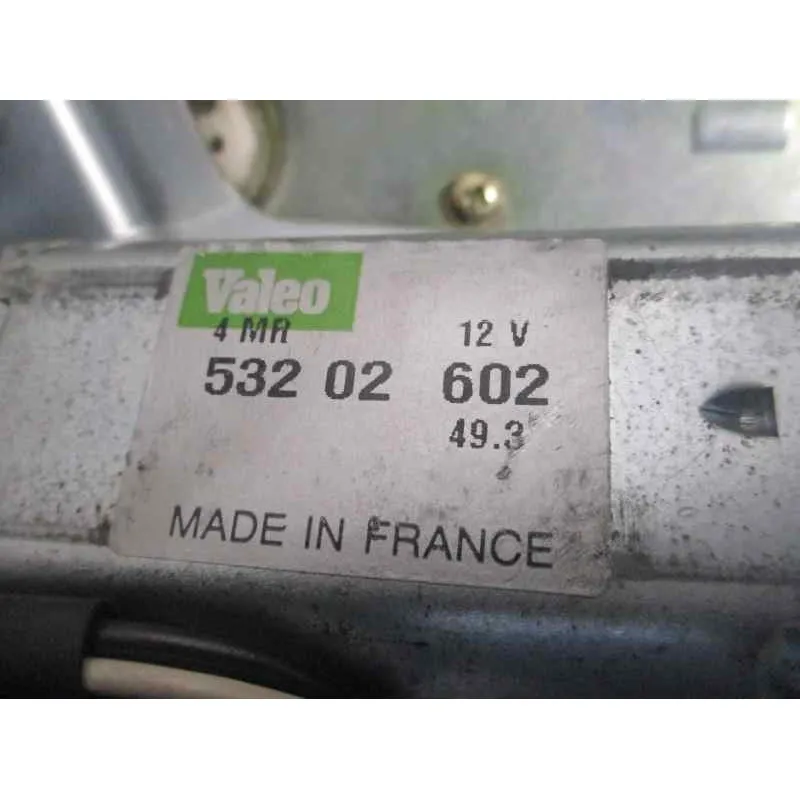 Valeo
4 MR 12 V
532 02 602
49.3
MADE IN FRANCE